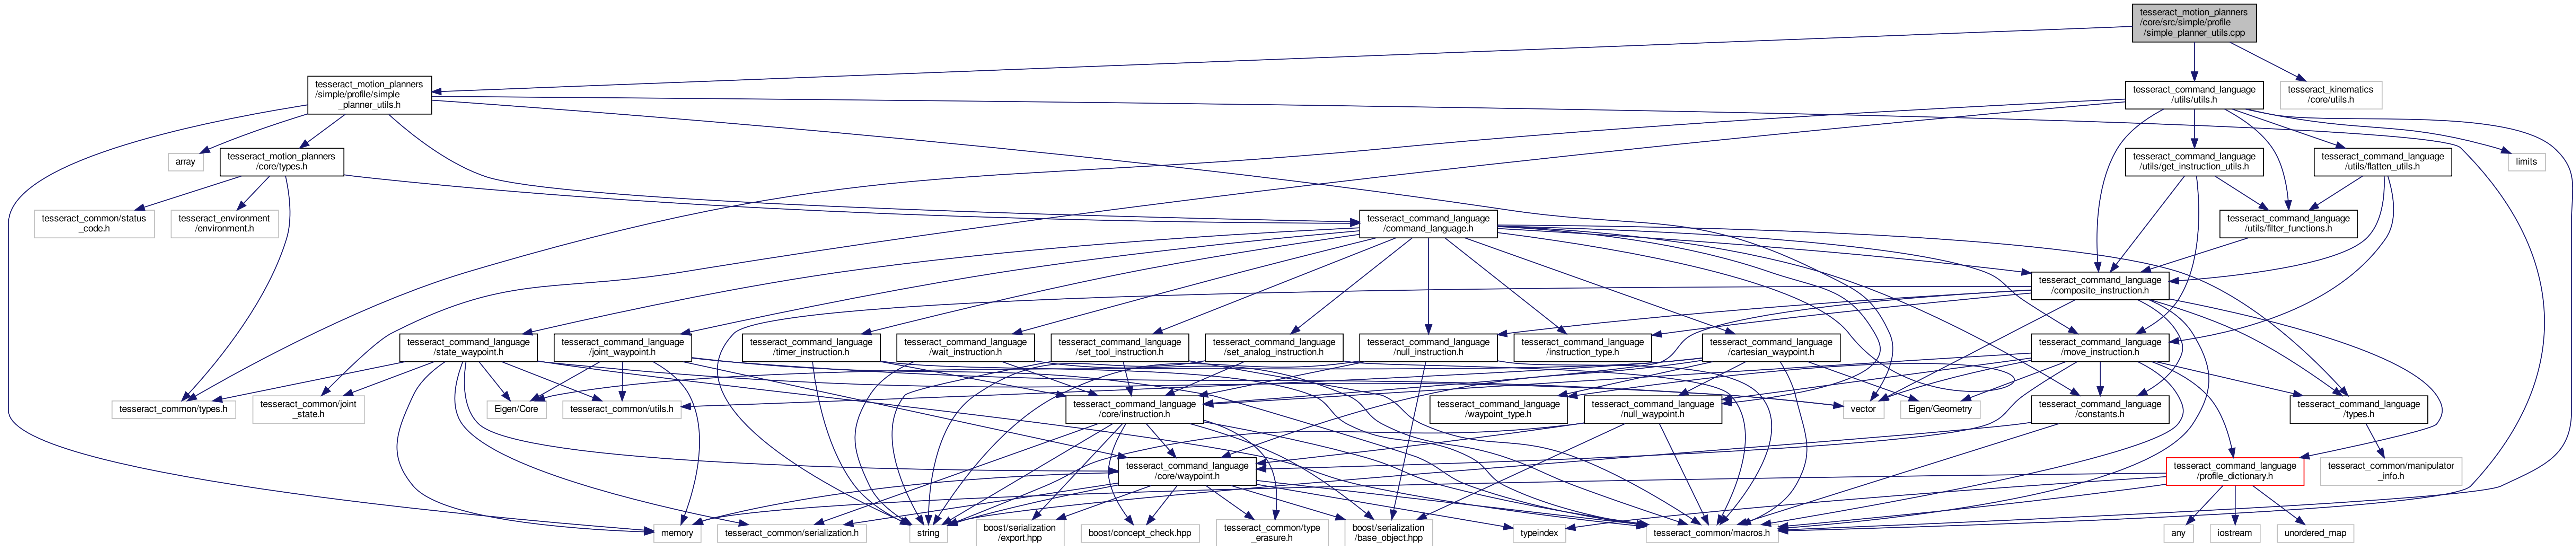 tesseract_motion_planners
/core/src/simple/profile
/simple_planner_utils.cpp
tesseract_motion_planners
/simple/profile/simple
_planner_utils.h
tesseract_command_language
/utils/utils.h
tesseract_kinematics
/core/utils.h
array
tesseract_motion_planners
/core/types.h
tesseract_command_language
/utils/get_instruction_utils.h
tesseract_command_language
/utils/flatten_utils.h
limits
tesseract_common/status
_code.h
tesseract_environment
/environment.h
tesseract_command_language
/command_language.h
tesseract_command_language
/utils/filter_functions.h
tesseract_command_language
/composite_instruction.h
tesseract_command_language
/state_waypoint.h
tesseract_command_language
/joint_waypoint.h
tesseract_command_language
/timer_instruction.h
tesseract_command_language
/wait_instruction.h
tesseract_command_language
/set_tool_instruction.h
tesseract_command_language
/set_analog_instruction.h
tesseract_command_language
/null_instruction.h
tesseract_command_language
/instruction_type.h
tesseract_command_language
/cartesian_waypoint.h
tesseract_command_language
/move_instruction.h
tesseract_common/types.h
tesseract_common/joint
_state.h
Eigen/Core
tesseract_common/utils.h
tesseract_command_language
/core/instruction.h
tesseract_command_language
/waypoint_type.h
vector
tesseract_command_language
/null_waypoint.h
Eigen/Geometry
tesseract_command_language
/constants.h
tesseract_command_language
/types.h
tesseract_command_language
/core/waypoint.h
tesseract_command_language
/profile_dictionary.h
tesseract_common/manipulator
_info.h
memory
tesseract_common/serialization.h
string
boost/serialization
/export.hpp
boost/concept_check.hpp
tesseract_common/type
_erasure.h
boost/serialization
/base_object.hpp
typeindex
tesseract_common/macros.h
any
iostream
unordered_map